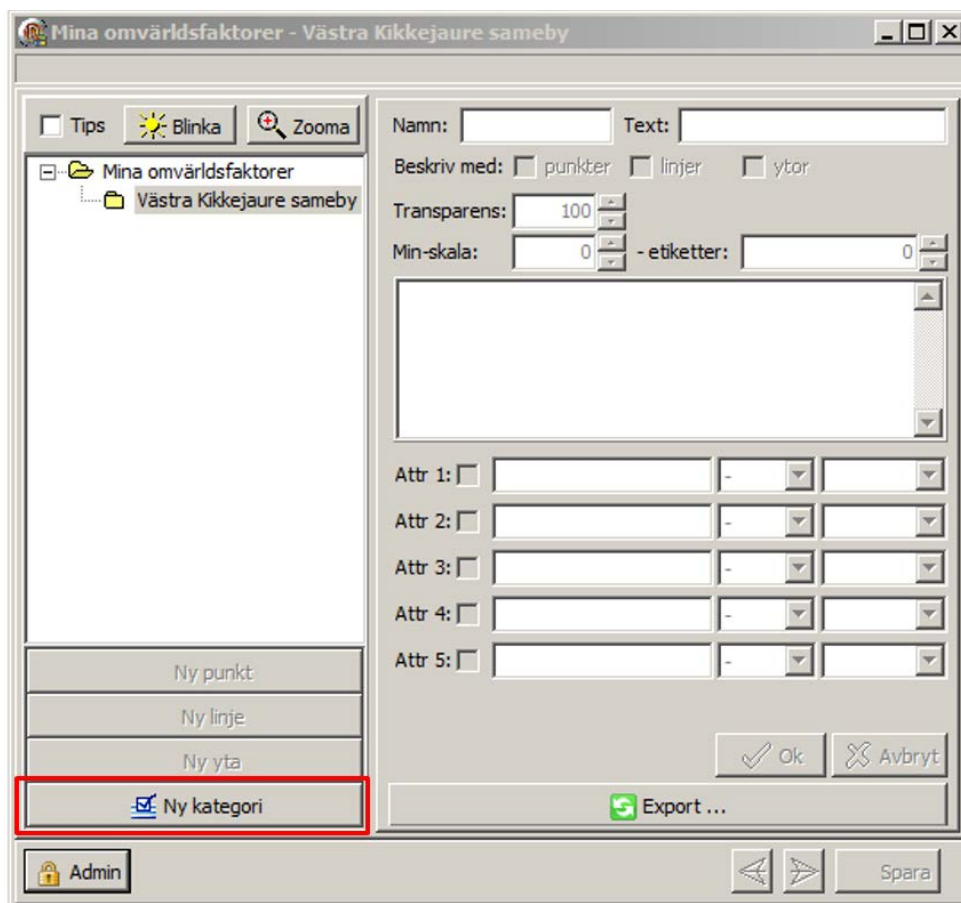 Mina omvärldsfaktorer - Västra Kikkejaure sameby
Tips Blinka Zooma
Mina omvärldsfaktorer
Västra Kikkejaure sameby
Ny punkt
Ny linje
Ny yta
Ny kategori
Namn: Text:
Beskriv med: punkter linjer ytor
Transparens: 100
Min-skala: 0 - etiketter: 0
Attr 1: -
Attr 2: -
Attr 3: -
Attr 4: -
Attr 5: -
Ok Avbryt
Export ...
Admin Spara